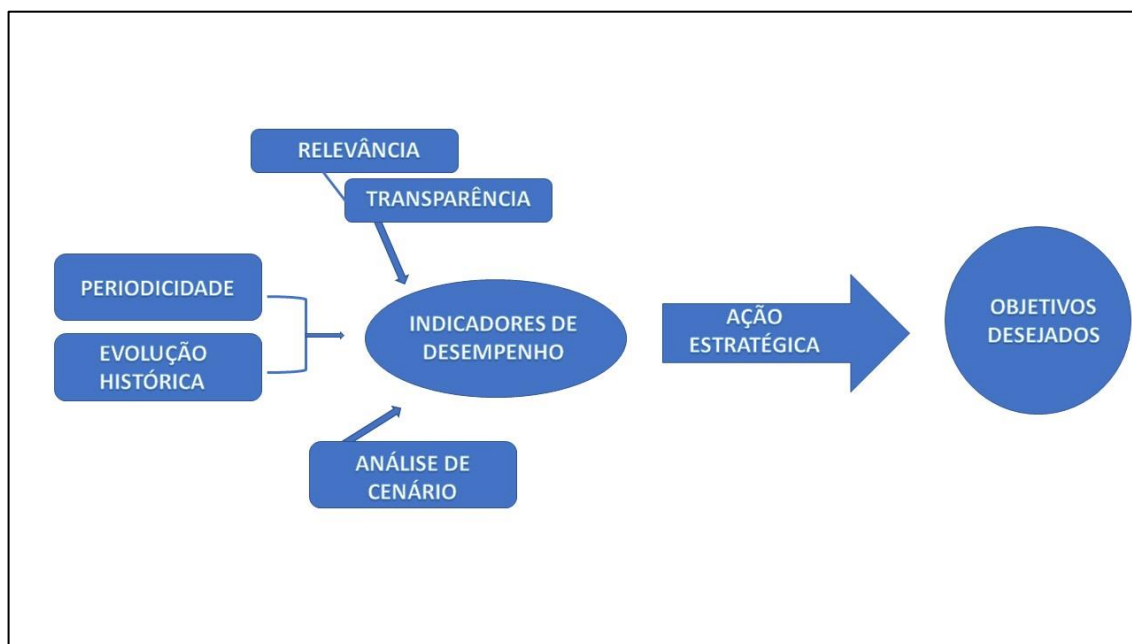 RELEVÂNCIA
TRANSPARÊNCIA
PERIODICIDADE
EVOLUÇÃO
HISTÓRICA
INDICADORES DE
DESEMPENHO
ANÁLISE DE
CENÁRIO
AÇÃO
ESTRATÉGICA
OBJETIVOS
DESEJADOS